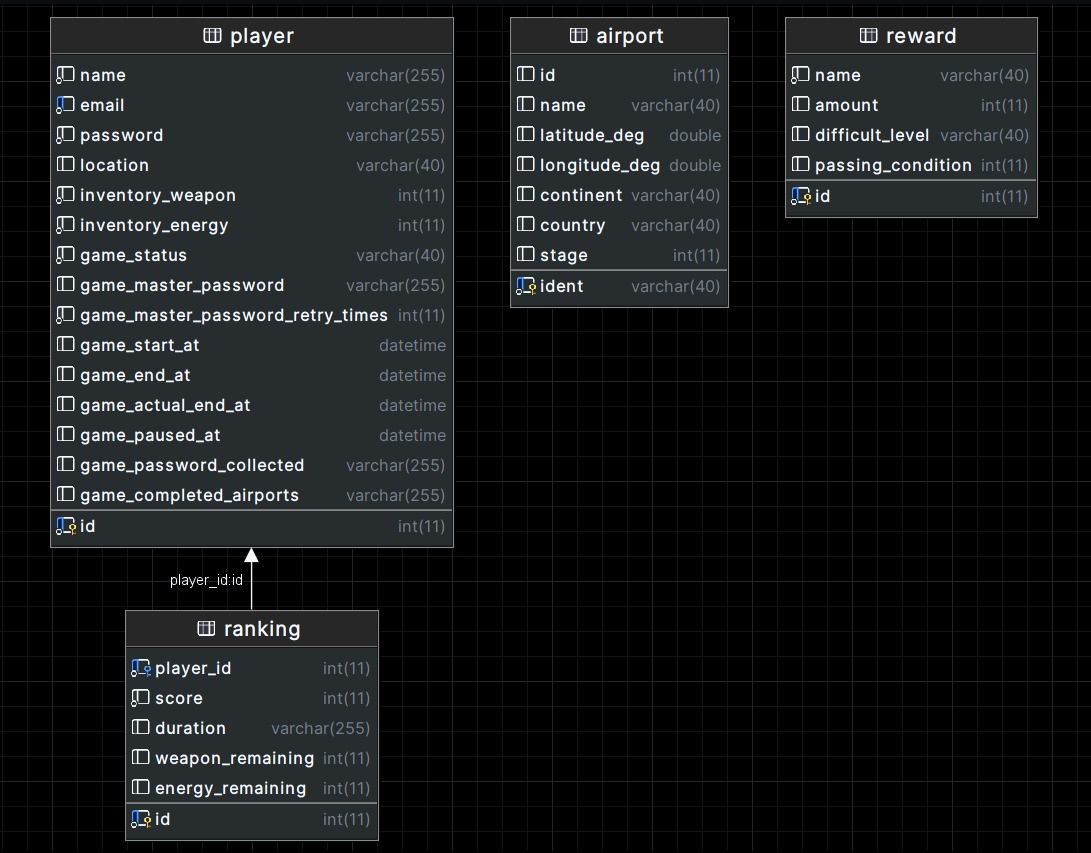 player
name varchar(255)
email varchar(255)
password varchar(255)
location varchar(40)
inventory_weapon int(11)
inventory_energy int(11)
game_status varchar(40)
game_master_password varchar(255)
game_master_password_retry_times int(11)
game_start_at datetime
game_end_at datetime
game_actual_end_at datetime
game_paused_at datetime
game_password_collected varchar(255)
game_completed_airports varchar(255)
id int(11)
airport
id int(11)
name varchar(40)
latitude_deg double
longitude_deg double
continent varchar(40)
country varchar(40)
stage int(11)
ident varchar(40)
reward
name varchar(40)
amount int(11)
difficult_level varchar(40)
passing_condition int(11)
id int(11)
player_id:id
ranking
player_id int(11)
score int(11)
duration varchar(255)
weapon_remaining int(11)
energy_remaining int(11)
id int(11)